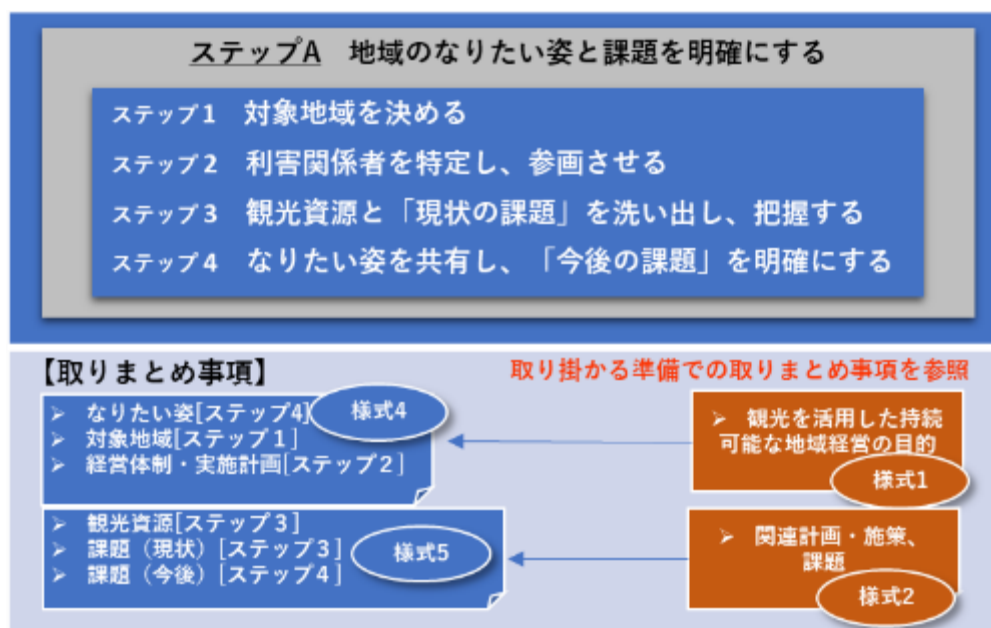 ステップA 地域のなりたい姿と課題を明確にする
ステップ1 対象地域を決める
ステップ2 利害関係者を特定し、参画させる
ステップ3 観光資源と「現状の課題」を洗い出し、把握する
ステップ4 なりたい姿を共有し、「今後の課題」を明確にする
【取りまとめ事項】
取り掛かる準備での取りまとめ事項を参照
➢ なりたい姿[ステップ4]
➢ 対象地域[ステップ1]
➢ 経営体制・実施計画[ステップ2]
様式4
➢ 観光を活用した持続
可能な地域経営の目的
様式1
➢ 観光資源[ステップ3]
➢ 課題（現状）[ステップ3]
➢ 課題（今後）[ステップ4]
様式5
➢ 関連計画・施策、
課題
様式2